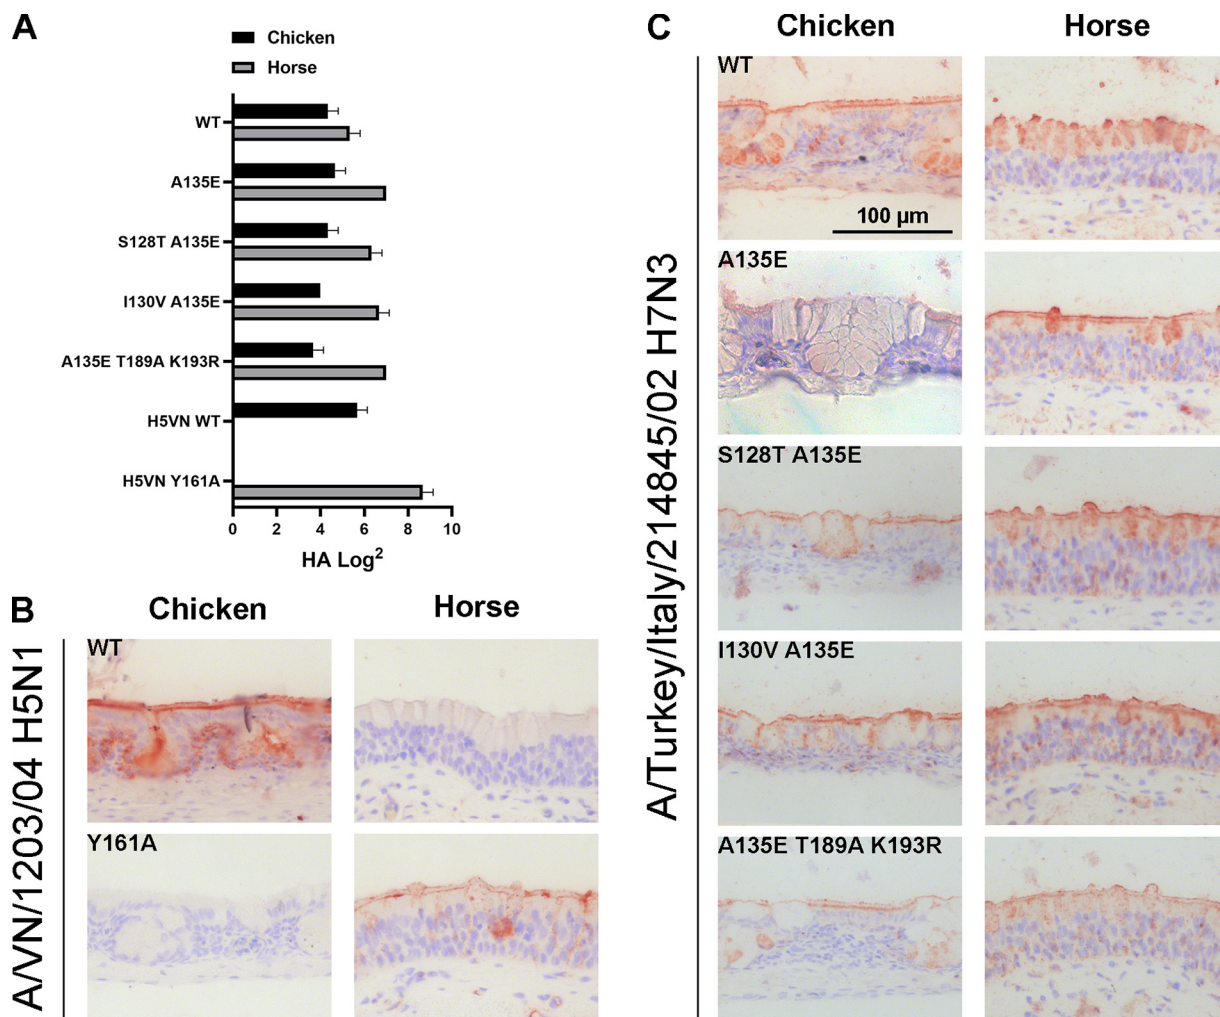 A
Chicken
Horse
WT
A135E
S128T A135E
I130V A135E
A135E T189A K193R
H5VN WT
H5VN Y161A
0 2 4 6 8 10
HA Log2
B
Chicken Horse
A/VN/1203/04 H5N1
WT
Y161A
C
Chicken Horse
A/Turkey/Italy/214845/02 H7N3
WT
100 µm
A135E
S128T A135E
I130V A135E
A135E T189A K193R